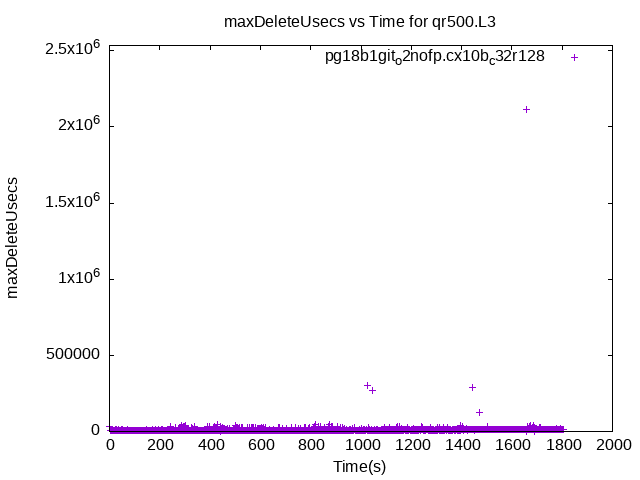 maxDeleteUsecs vs Time for qr500.L3
pg18b1git_o2nofp.cx10b_c32r128
2.5x10^6
2x10^6
1.5x10^6
1x10^6
500000
0
maxDeleteUsecs
0 200 400 600 800 1000 1200 1400 1600 1800 2000
Time(s)